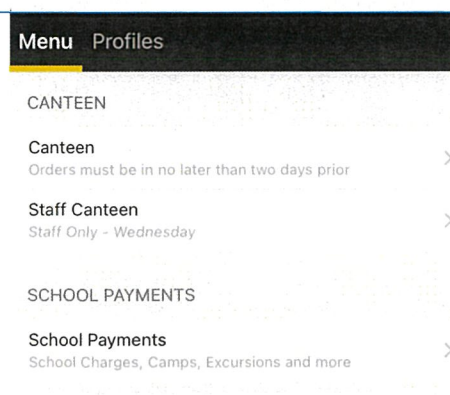 Menu Profiles
CANTEEN
Canteen
Orders must be in no later than two days prior
Staff Canteen
Staff Only - Wednesday
SCHOOL PAYMENTS
School Payments
School Charges, Camps, Excursions and more